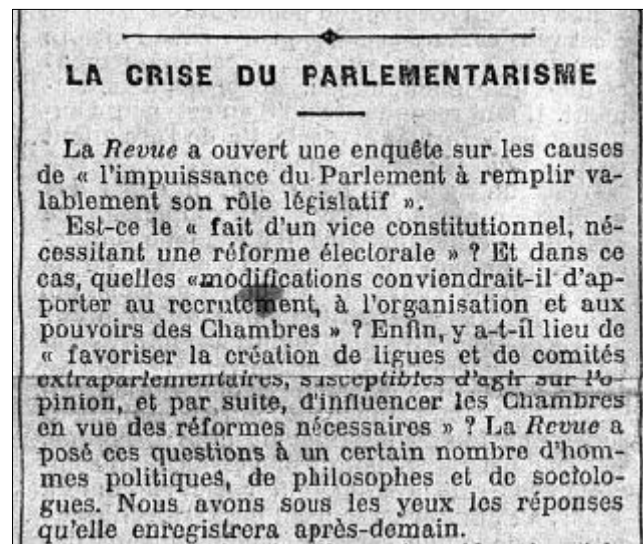 LA CRISE DU PARLEMENTARISME
La Revue a ouvert une enquête sur les causes
de « l'impuissance du Parlement à remplir va-
lablement son rôle législatif ».
Est-ce le « fait d'un vice constitutionnel, né-
cessitant une réforme électorale » ? Et dans ce
cas, quelles «modifications conviendrait-il d'ap-
porter au recrutement, à l'organisation et aux
pouvoirs des Chambres » ? Enfin, y a-t-il lieu de
« favoriser la création de ligues et de comités
extraparlementaires, susceptibles d'agir sur l'o-
pinion, et par suite, d'influencer les Chambres
en vue des réformes nécessaires » ? La Revue a
posé ces questions à un certain nombre d'hom-
mes politiques, de philosophes et de sociolo-
gues. Nous avons sous les yeux les réponses
qu'elle enregistrera après-demain.